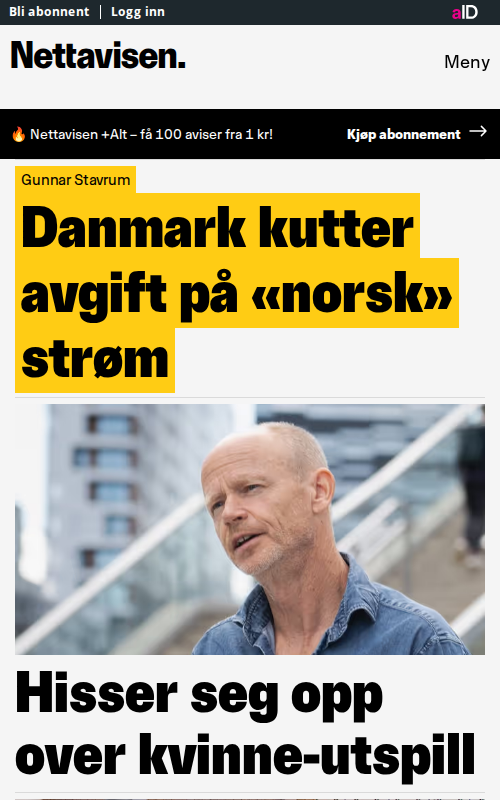 Bli abonnent | Logg inn
aID
Nettavisen.
Meny
🔥 Nettavisen +Alt – få 100 aviser fra 1 kr!
Kjøp abonnement →
Gunnar Stavrum
Danmark kutter
avgift på «norsk»
strøm
Hisser seg opp
over kvinne-utspill